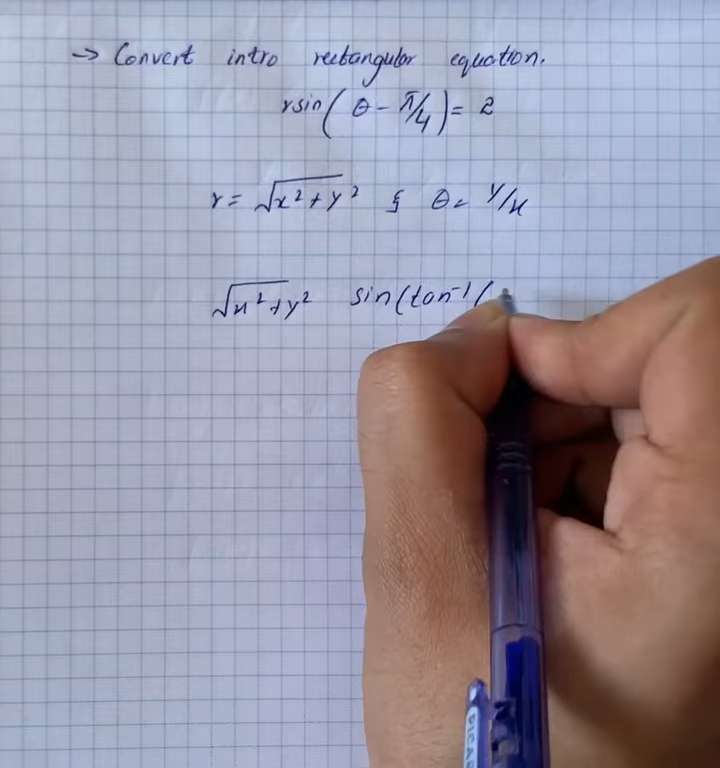 → Convert intro rectangular equation.
rsin(θ - π/4) = 2
r = √x²+y² ξ θ = y/x
√x²+y² sin(tan⁻¹(